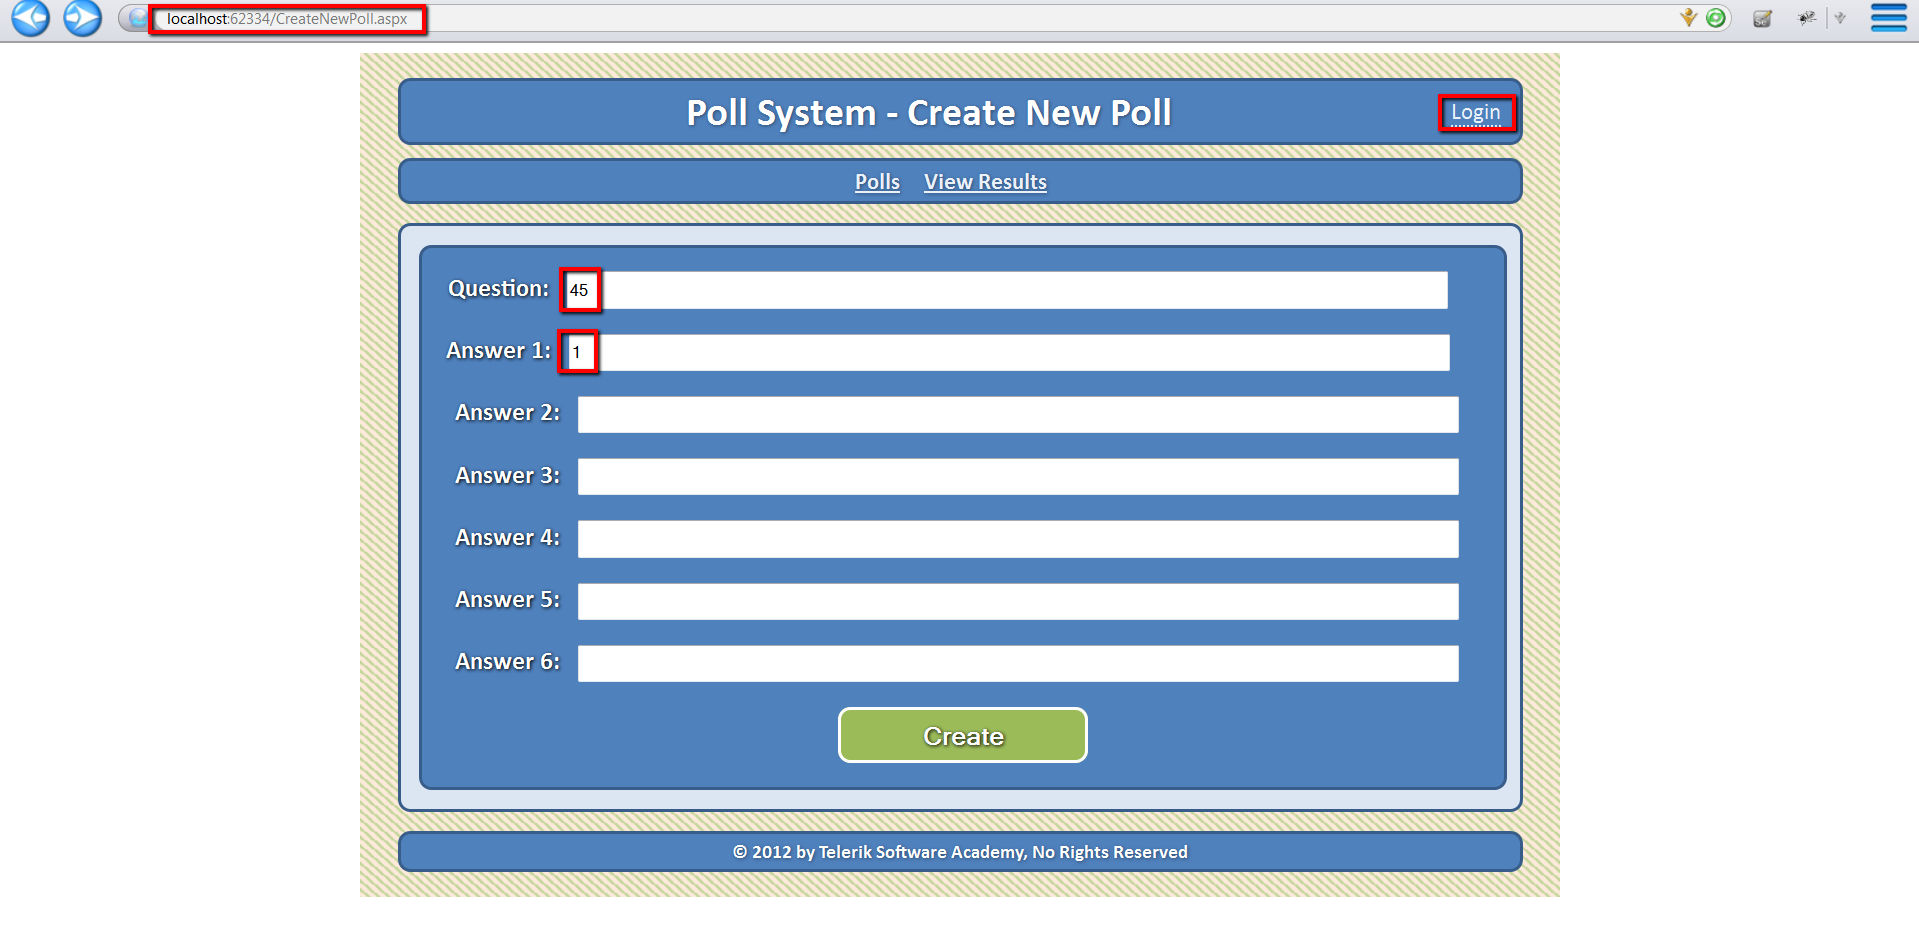 localhost:62334/CreateNewPoll.aspx
Poll System - Create New Poll
Login
Polls View Results
Question: 45
Answer 1: 1
Answer 2:
Answer 3:
Answer 4:
Answer 5:
Answer 6:
Create
© 2012 by Telerik Software Academy, No Rights Reserved